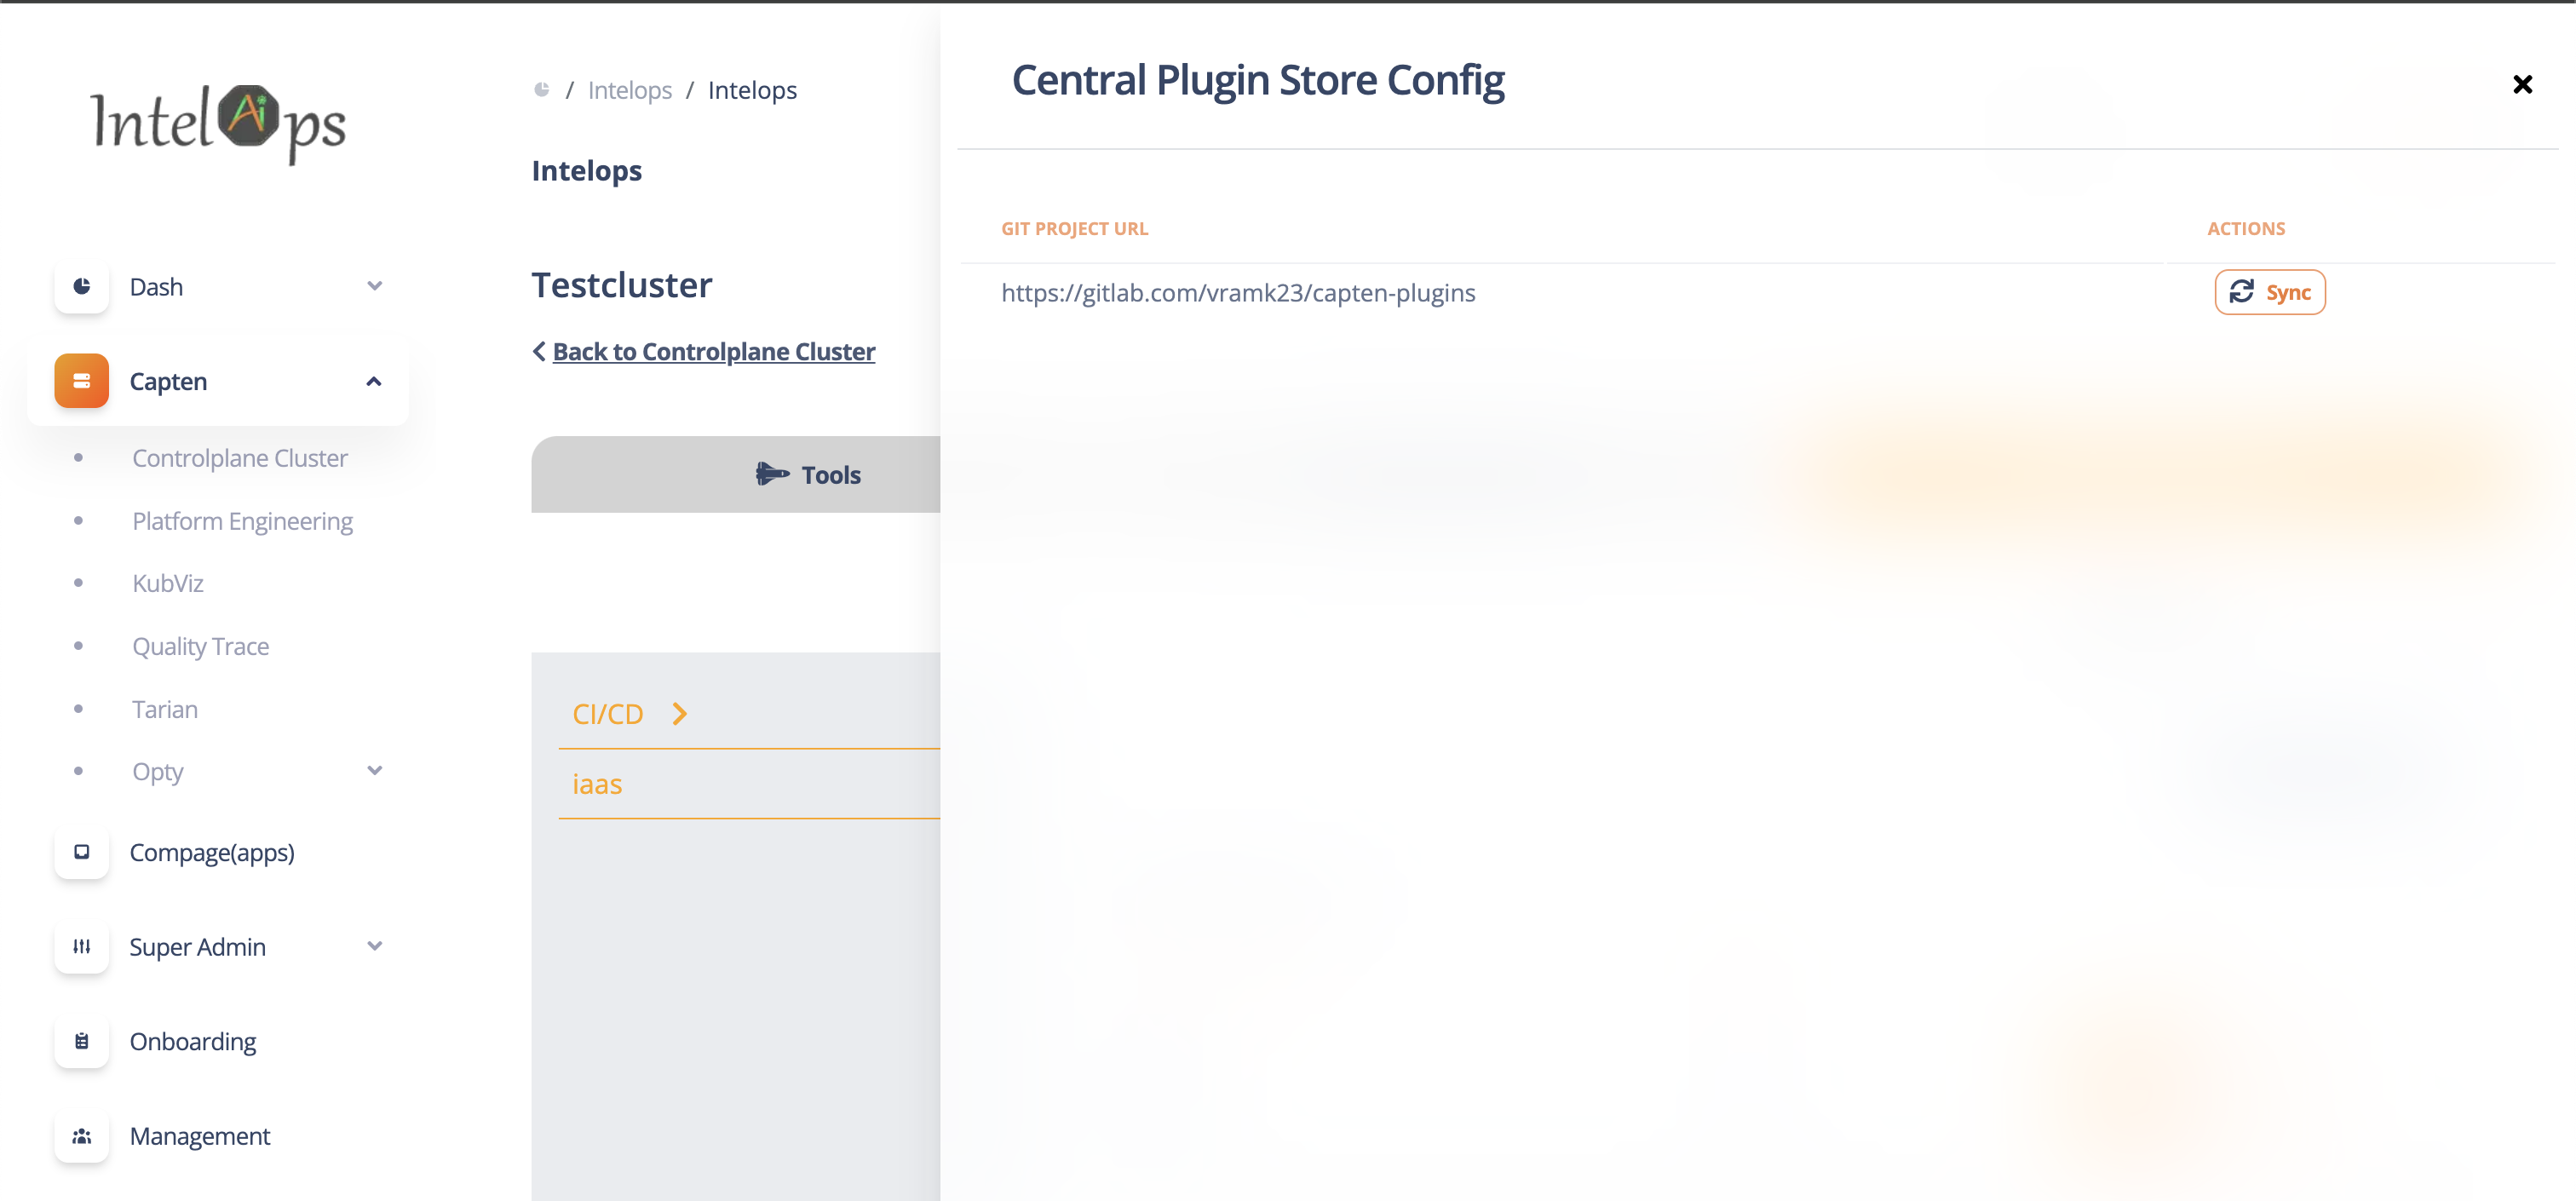 IntelAips
Dash
Capten
Controlplane Cluster
Platform Engineering
KubViz
Quality Trace
Tarian
Opty
Compage(apps)
Super Admin
Onboarding
Management
/ Intelops / Intelops
Intelops
Testcluster
Back to Controlplane Cluster
Tools
CI/CD
iaas
Central Plugin Store Config
GIT PROJECT URL ACTIONS
https://gitlab.com/vramk23/capten-plugins Sync